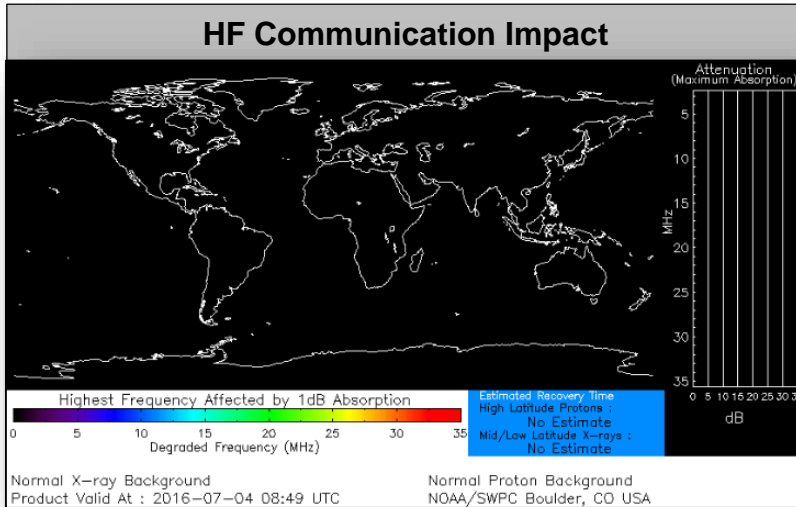 HF Communication Impact
Attenuation
(Maximum Absorption)
5
10
15
20
25
30
35
MHz
0 5 10 15 20 25 30 3
dB
Highest Frequency Affected by 1dB Absorption
0 5 10 15 20 25 30 35
Degraded Frequency (MHz)
Estimated Recovery Time
High Latitude Protons :
No Estimate
Mid/Low Latitude X-rays :
No Estimate
Normal X-ray Background
Product Valid At : 2016-07-04 08:49 UTC
Normal Proton Background
NOAA/SWPC Boulder, CO USA